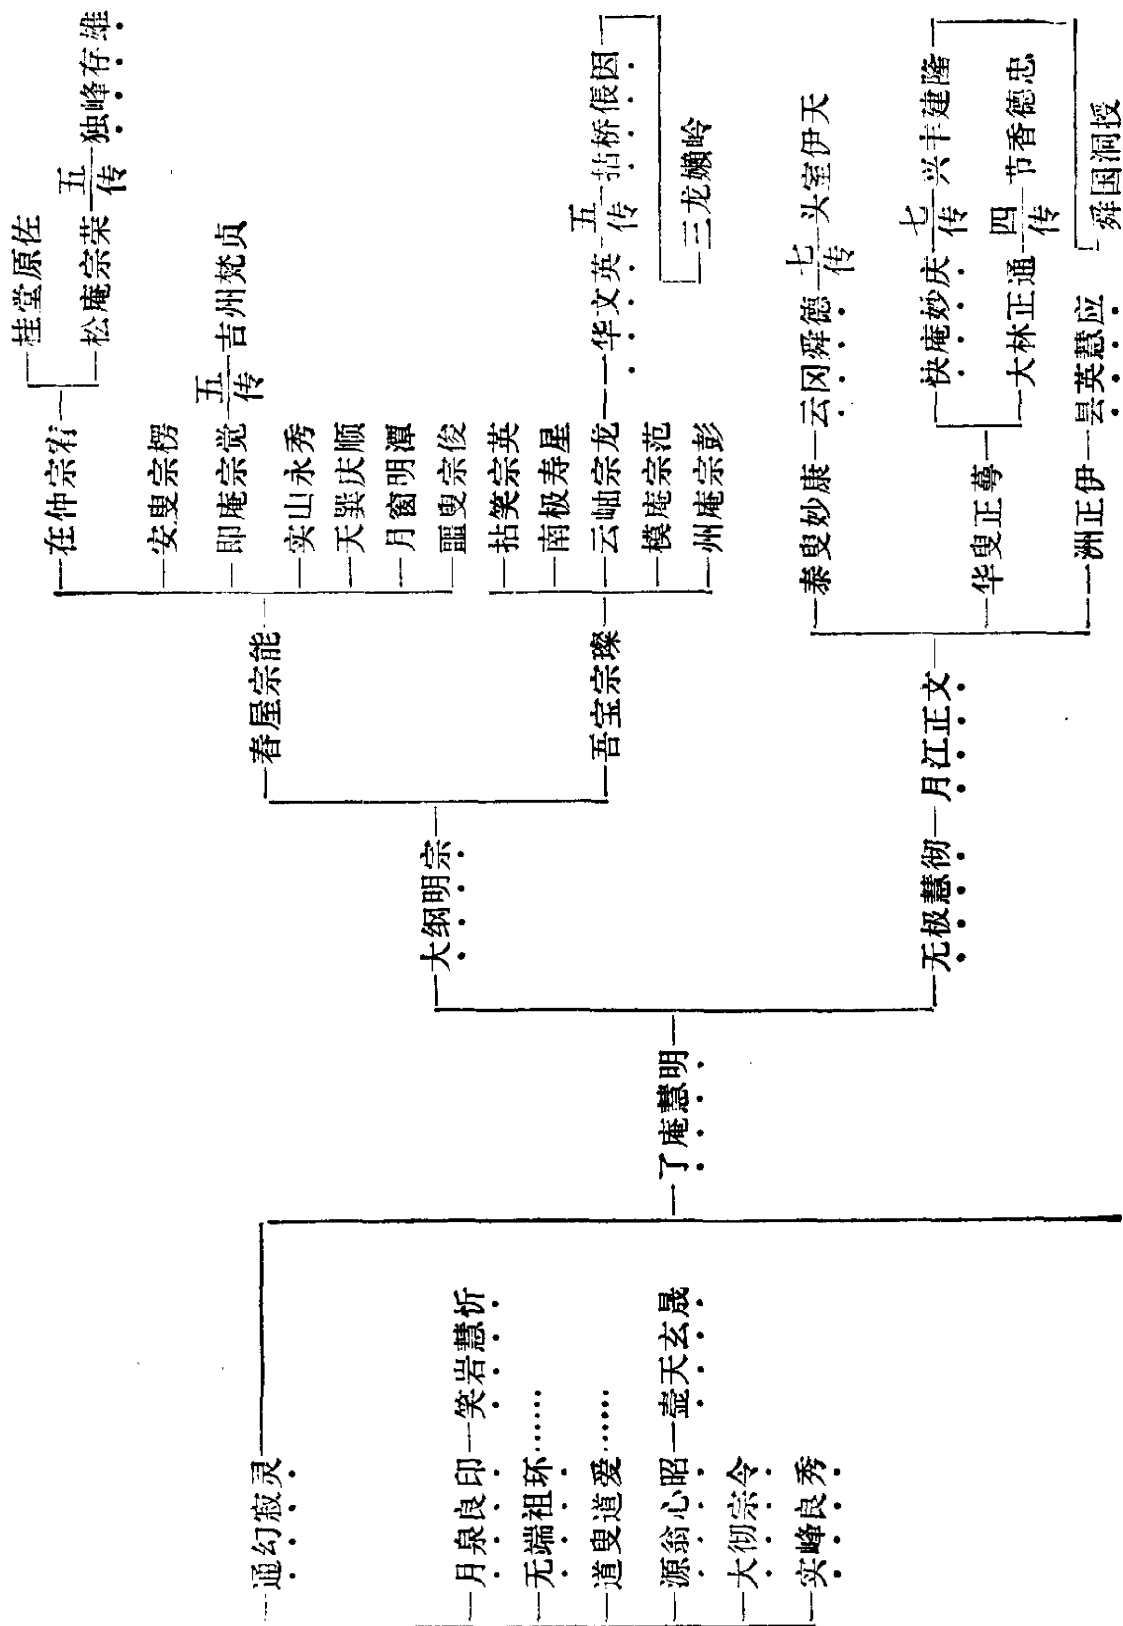 通幻寂灵
月泉良印—笑岩慧忻
无端祖环……
道叟道爱……
源翁心昭—壶天玄晟
大彻宗令
实峰良秀
了庵慧明
大纲明宗
春屋宗能
在仲宗宥
桂堂原佐
松庵宗荣—五传—独峰存雄
安叟宗楞
即庵宗觉—五传—吉州梵贞
实山永秀
天巽庆顺
月窗明潭
噩叟宗俊
吾宝宗璨
拈笑宗英
南极寿星
云岫宗龙—华文英—五传—拈桥伥因
三龙嫩岭
模庵宗范
州庵宗彭
无极慧彻—月江正文
泰叟妙康—云冈舜德—七传—头室伊天
华叟正萼
快庵妙庆—七传—兴丰建隆
舜国洞授
大林正通—四传—节香德忠
洲正伊—昙英慧应